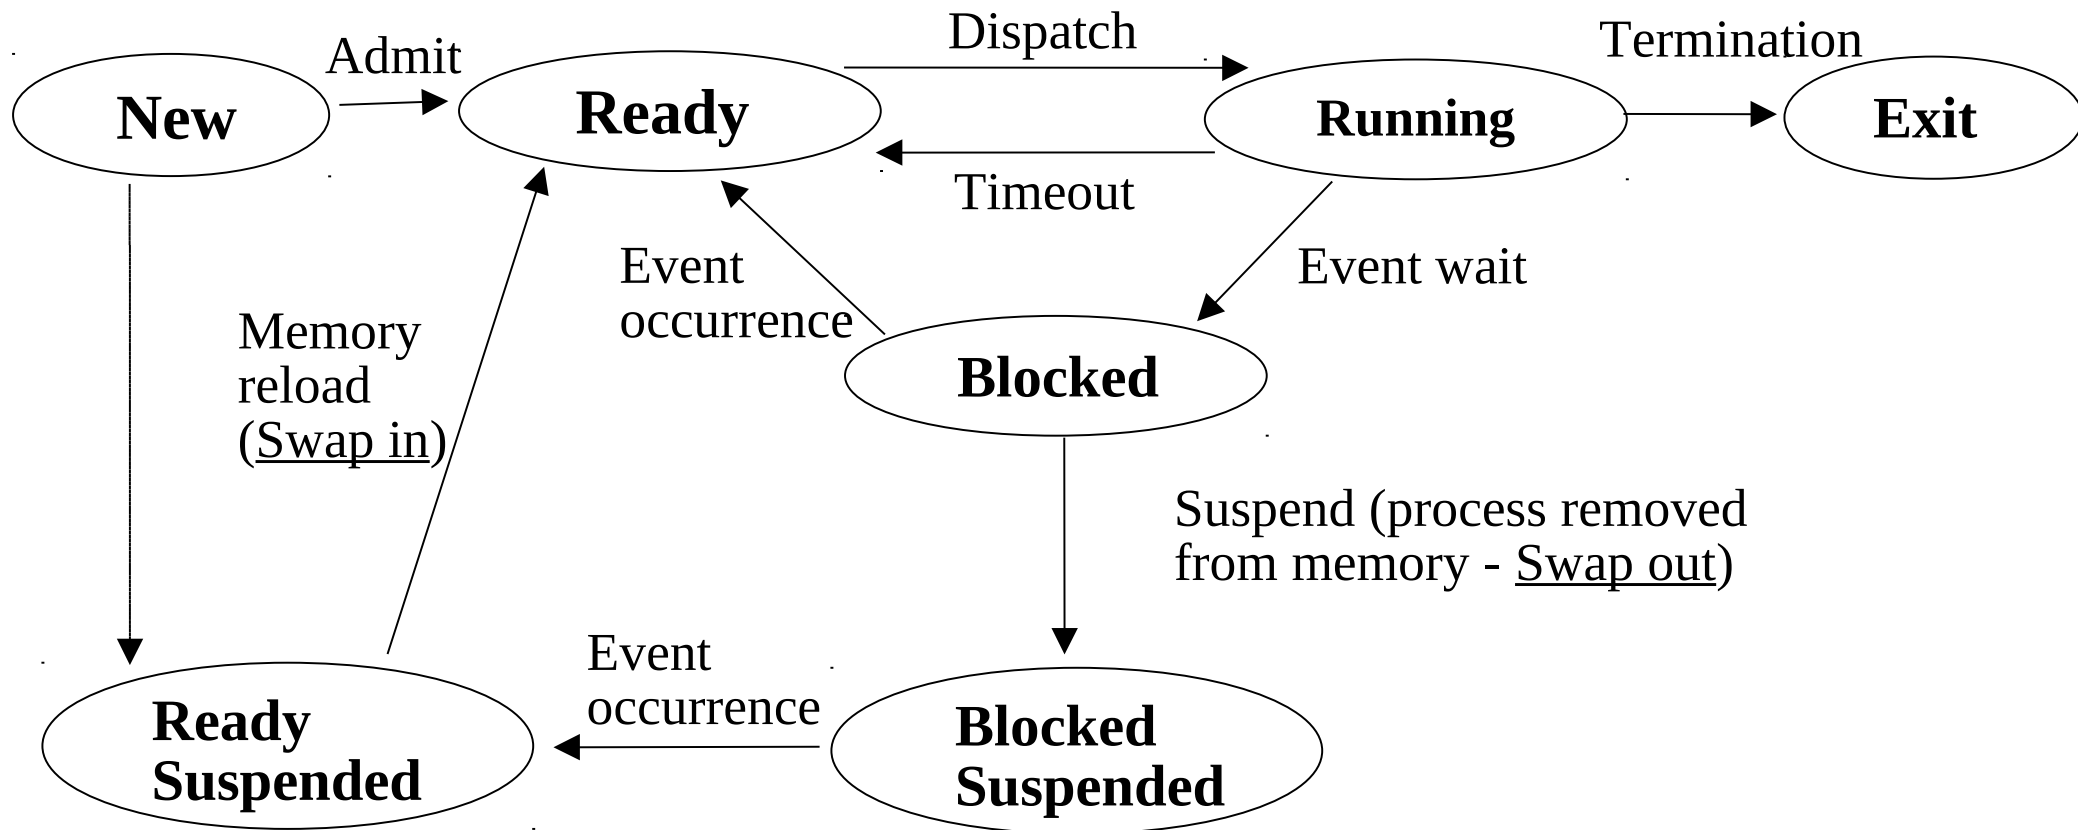 Admit
Dispatch
Termination
New
Ready
Running
Exit
Timeout
Event
occurrence
Event wait
Memory
reload
(Swap in)
Blocked
Suspend (process removed
from memory - Swap out)
Event
occurrence
Ready
Suspended
Blocked
Suspended